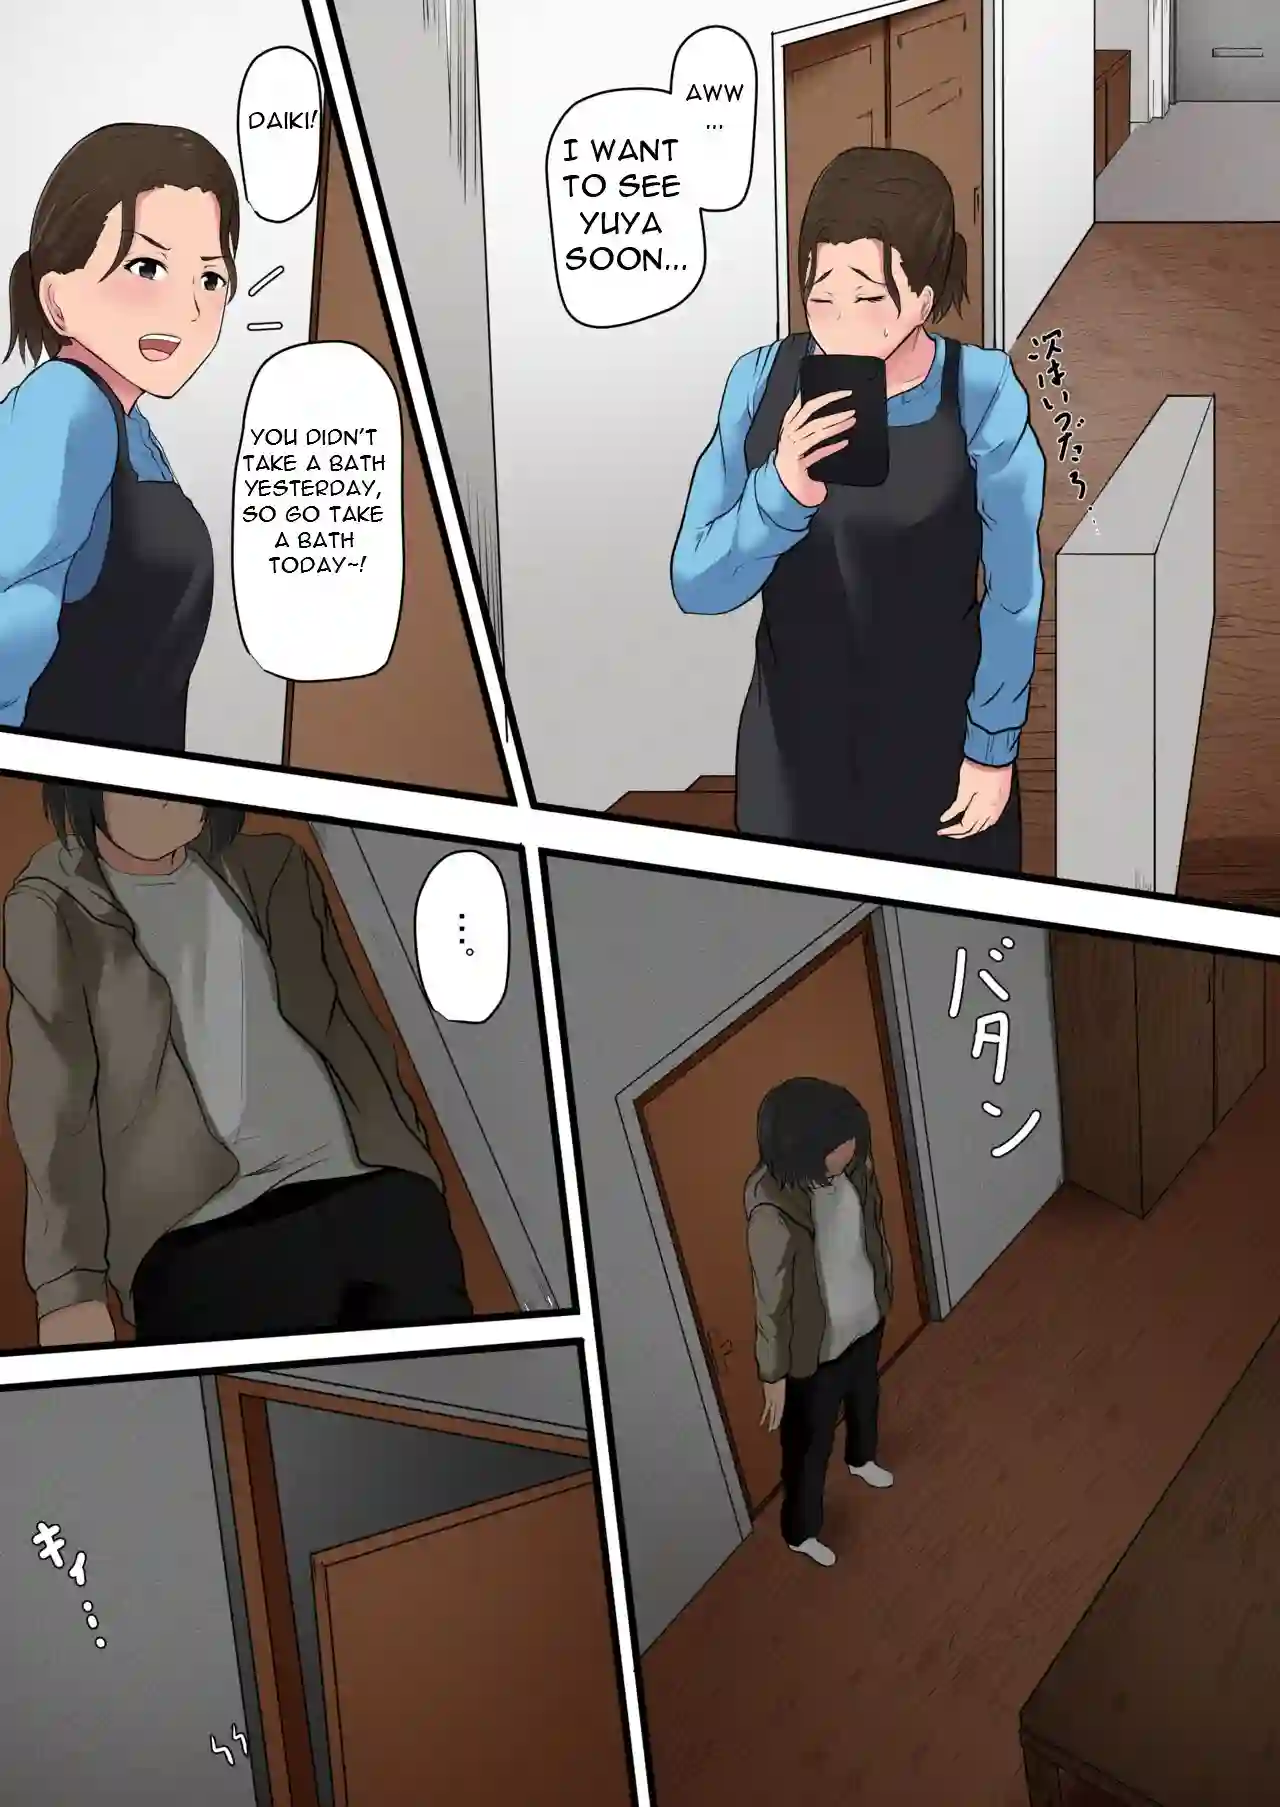 AWW
...
I WANT
TO SEE
YUYA
SOON...
次はいつだろ……
DAIKI!
YOU DIDN'T
TAKE A BATH
YESTERDAY,
SO GO TAKE
A BATH
TODAY~!
バタン
…。
キィ…